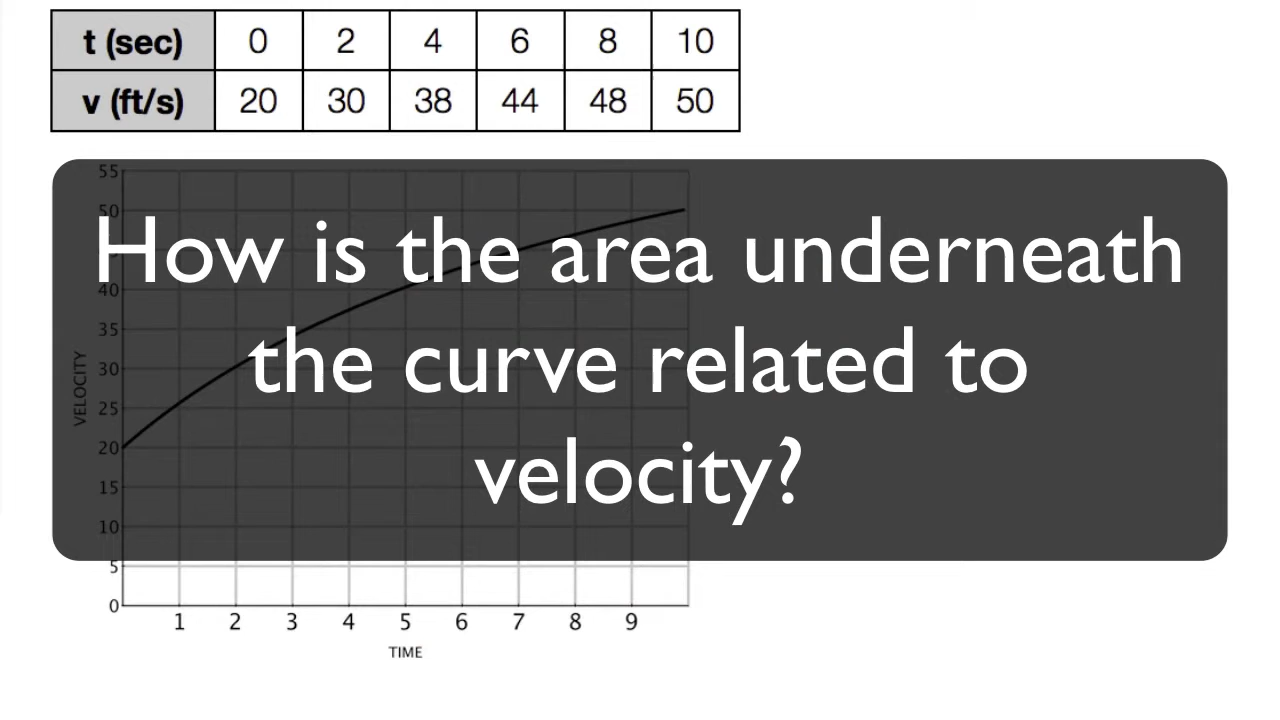 t (sec) 0 2 4 6 8 10
v (ft/s) 20 30 38 44 48 50
55
50
How is the area underneath
40
35
the curve related to
30
VELOCITY
25
20
velocity?
15
10
5
0
1 2 3 4 5 6 7 8 9
TIME